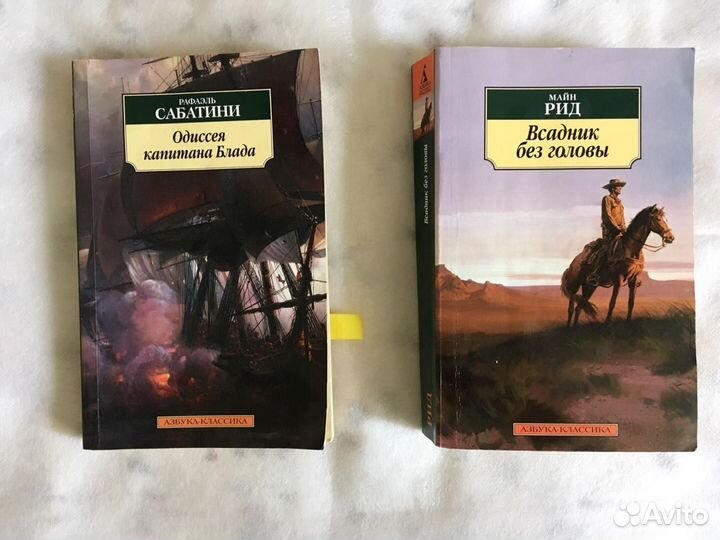 РАФАЭЛЬ
САБАТИНИ
Одиссея
капитана Блада
АЗБУКА-КЛАССИКА
МАЙН
РИД
Всадник
без головы
АЗБУКА-КЛАССИКА
Всадник без головы
РИД
Avito